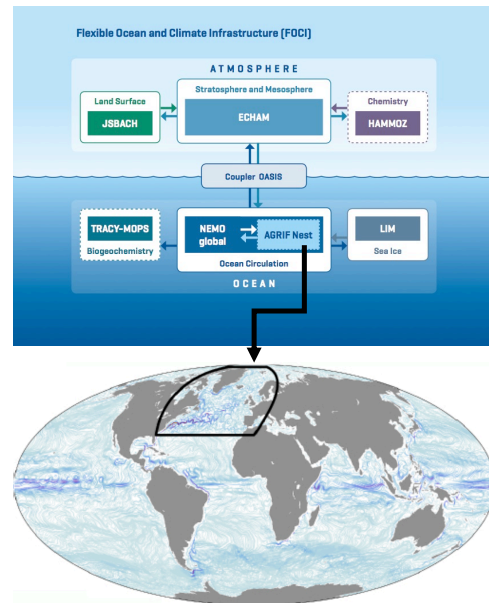 Flexible Ocean and Climate Infrastructure (FOCI)
ATMOSPHERE
Land Surface
JSBACH
Stratosphere and Mesosphere
ECHAM
Chemistry
HAMMOZ
Coupler OASIS
TRACY-MOPS
Biogeochemistry
NEMO
global
AGRIF Nest
Ocean Circulation
LIM
Sea Ice
OCEAN